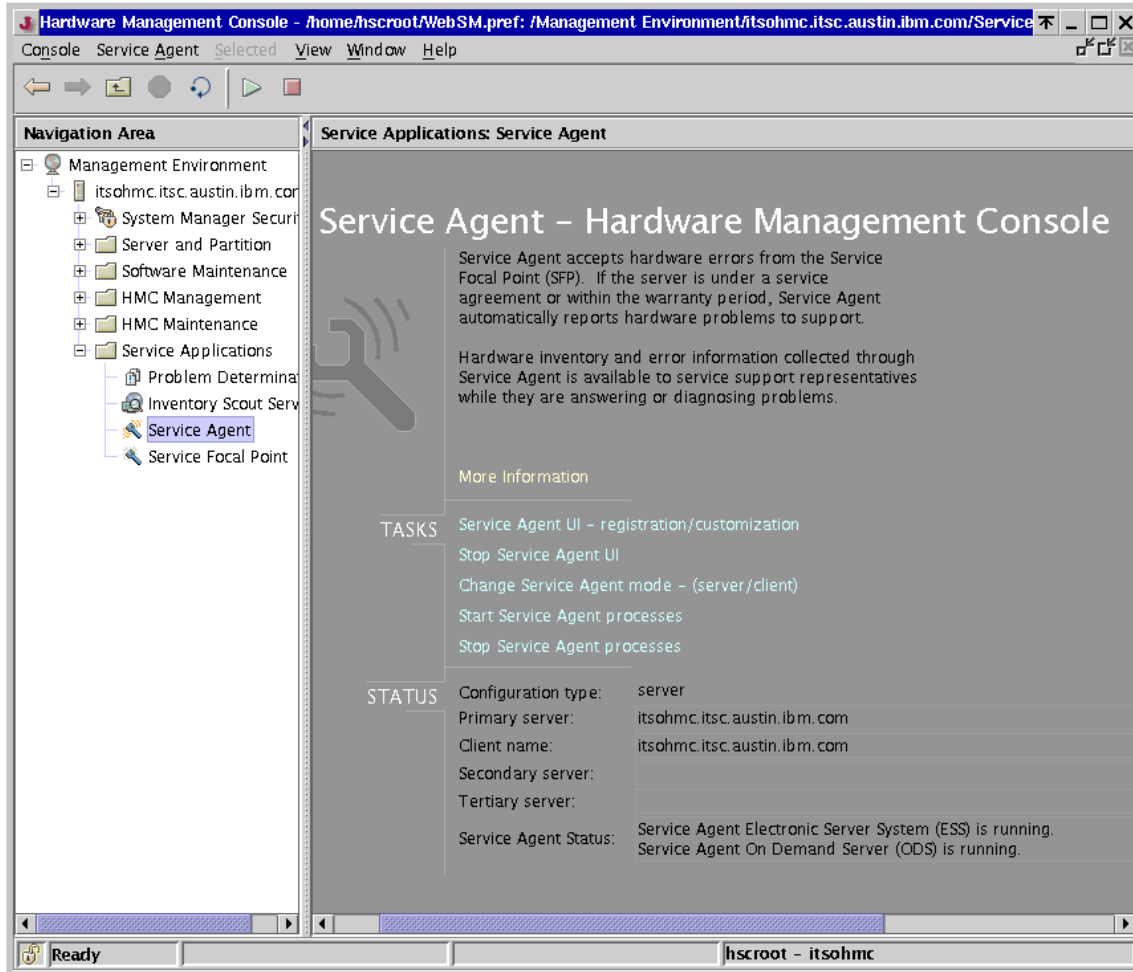 Hardware Management Console - /home/hscroot/WebSM.pref: /Management Environment/itsohmc.itsc.austin.ibm.com/Service
Console Service Agent Selected View Window Help
Navigation Area
Service Applications: Service Agent
Management Environment
itsohmc.itsc.austin.ibm.cor
System Manager Securi
Server and Partition
Software Maintenance
HMC Management
HMC Maintenance
Service Applications
Problem Determina
Inventory Scout Serv
Service Agent
Service Focal Point
Service Agent - Hardware Management Console
Service Agent accepts hardware errors from the Service
Focal Point (SFP). If the server is under a service
agreement or within the warranty period, Service Agent
automatically reports hardware problems to support.
Hardware inventory and error information collected through
Service Agent is available to service support representatives
while they are answering or diagnosing problems.
More Information
TASKS
Service Agent UI - registration/customization
Stop Service Agent UI
Change Service Agent mode - (server/client)
Start Service Agent processes
Stop Service Agent processes
STATUS
Configuration type: server
Primary server: itsohmc.itsc.austin.ibm.com
Client name: itsohmc.itsc.austin.ibm.com
Secondary server:
Tertiary server:
Service Agent Status: Service Agent Electronic Server System (ESS) is running.
Service Agent On Demand Server (ODS) is running.
Ready
hscroot - itsohmc